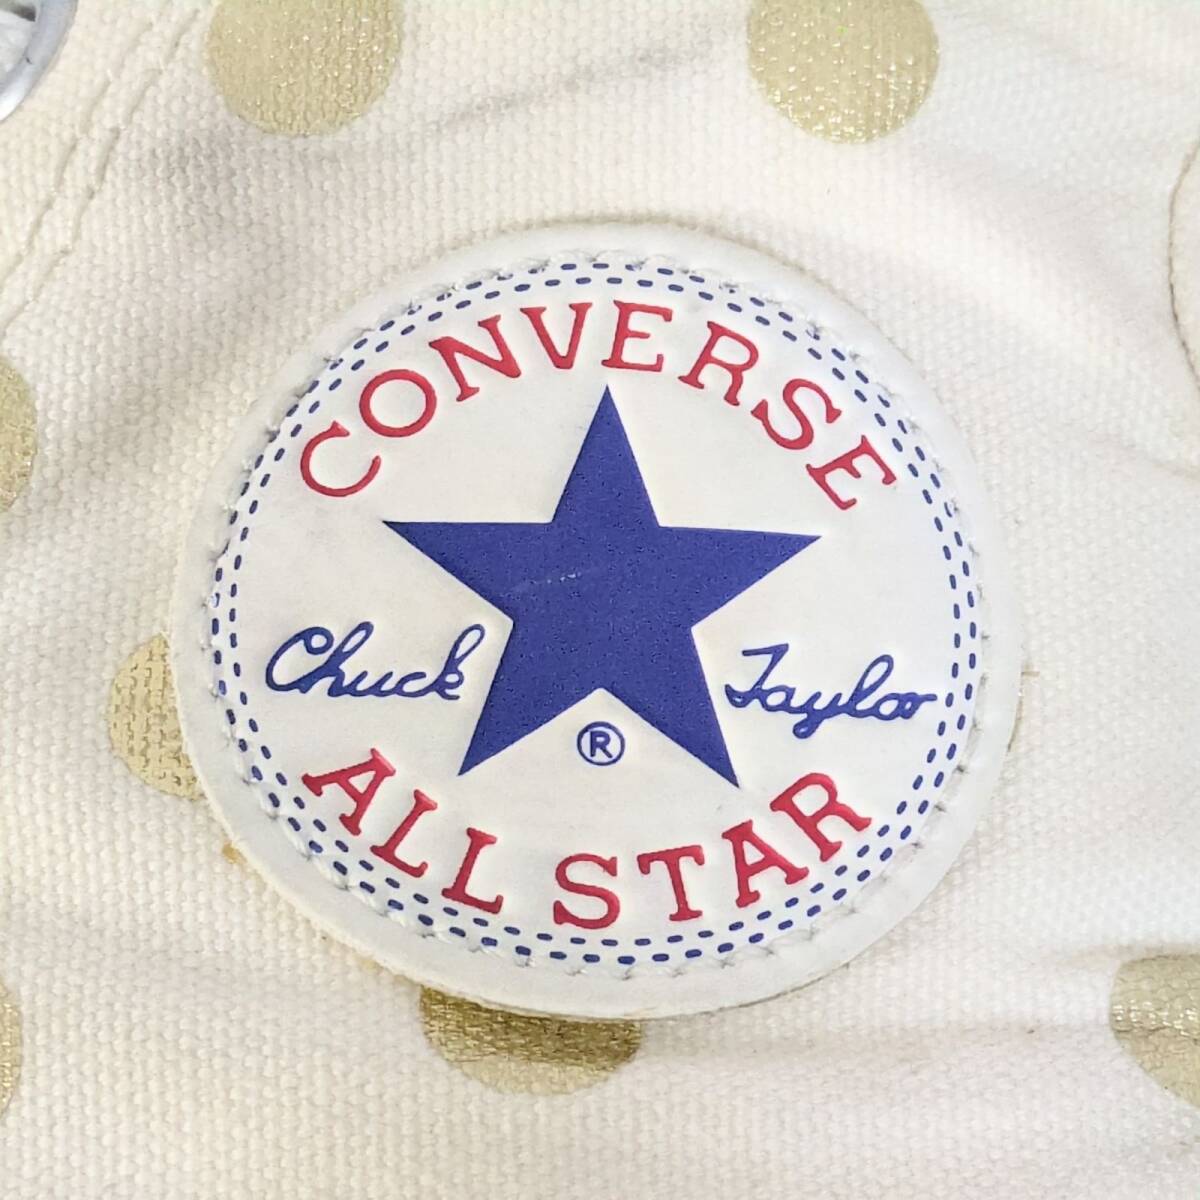 CONVERSE
Chuck Taylor
®
ALL STAR